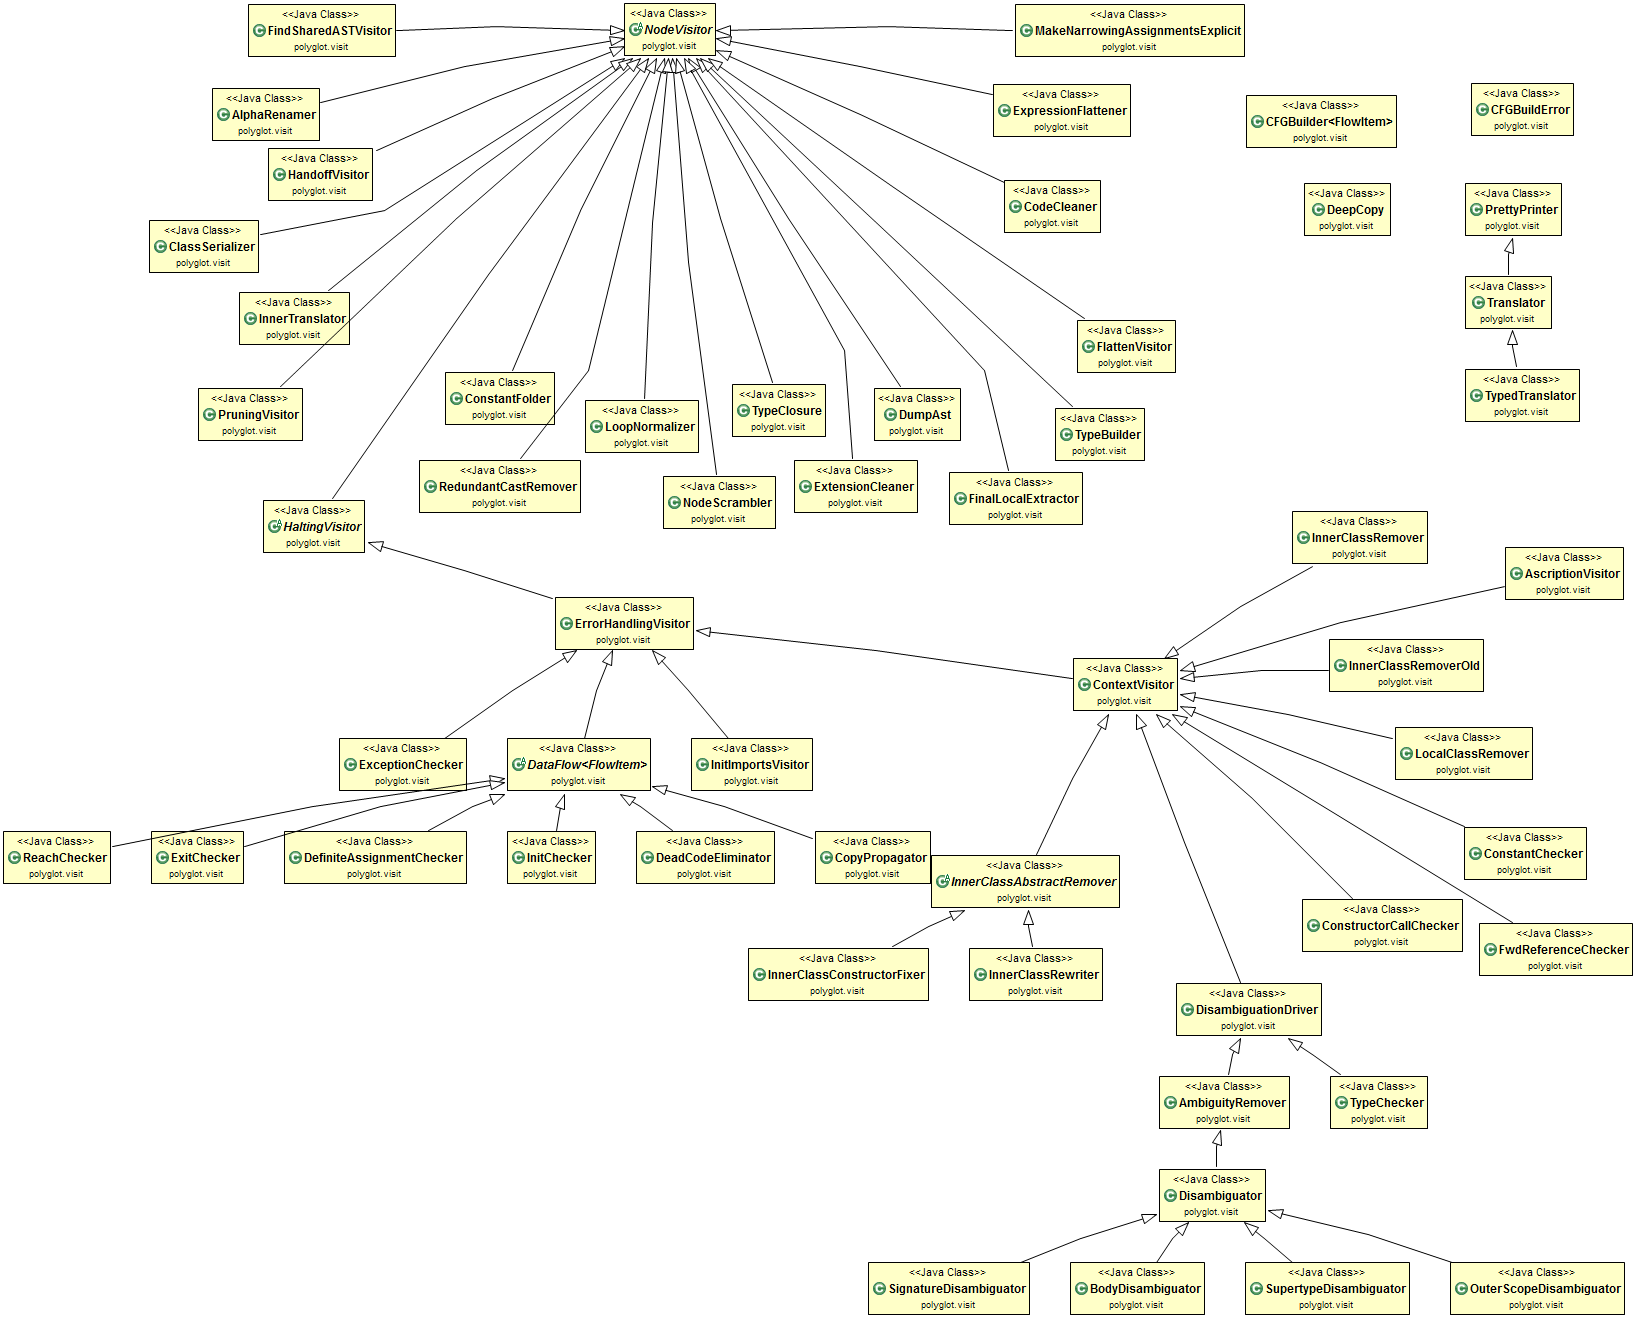 <<Java Class>>
FindSharedASTVisitor
polyglot.visit
<<Java Class>>
NodeVisitor
polyglot.visit
<<Java Class>>
MakeNarrowingAssignmentsExplicit
polyglot.visit
<<Java Class>>
AlphaRenamer
polyglot.visit
<<Java Class>>
ExpressionFlattener
polyglot.visit
<<Java Class>>
CFGBuilder<FlowItem>
polyglot.visit
<<Java Class>>
CFGBuildError
polyglot.visit
<<Java Class>>
HandoffVisitor
polyglot.visit
<<Java Class>>
CodeCleaner
polyglot.visit
<<Java Class>>
DeepCopy
polyglot.visit
<<Java Class>>
PrettyPrinter
polyglot.visit
<<Java Class>>
ClassSerializer
polyglot.visit
<<Java Class>>
InnerTranslator
polyglot.visit
<<Java Class>>
Translator
polyglot.visit
<<Java Class>>
FlattenVisitor
polyglot.visit
<<Java Class>>
TypedTranslator
polyglot.visit
<<Java Class>>
PruningVisitor
polyglot.visit
<<Java Class>>
ConstantFolder
polyglot.visit
<<Java Class>>
LoopNormalizer
polyglot.visit
<<Java Class>>
TypeClosure
polyglot.visit
<<Java Class>>
DumpAst
polyglot.visit
<<Java Class>>
TypeBuilder
polyglot.visit
<<Java Class>>
RedundantCastRemover
polyglot.visit
<<Java Class>>
NodeScrambler
polyglot.visit
<<Java Class>>
ExtensionCleaner
polyglot.visit
<<Java Class>>
FinalLocalExtractor
polyglot.visit
<<Java Class>>
HaltingVisitor
polyglot.visit
<<Java Class>>
InnerClassRemover
polyglot.visit
<<Java Class>>
AscriptionVisitor
polyglot.visit
<<Java Class>>
ErrorHandlingVisitor
polyglot.visit
<<Java Class>>
InnerClassRemoverOld
polyglot.visit
<<Java Class>>
ContextVisitor
polyglot.visit
<<Java Class>>
LocalClassRemover
polyglot.visit
<<Java Class>>
ExceptionChecker
polyglot.visit
<<Java Class>>
DataFlow<FlowItem>
polyglot.visit
<<Java Class>>
InitImportsVisitor
polyglot.visit
<<Java Class>>
ReachChecker
polyglot.visit
<<Java Class>>
ExitChecker
polyglot.visit
<<Java Class>>
DefiniteAssignmentChecker
polyglot.visit
<<Java Class>>
InitChecker
polyglot.visit
<<Java Class>>
DeadCodeEliminator
polyglot.visit
<<Java Class>>
CopyPropagator
polyglot.visit
<<Java Class>>
InnerClassAbstractRemover
polyglot.visit
<<Java Class>>
ConstantChecker
polyglot.visit
<<Java Class>>
ConstructorCallChecker
polyglot.visit
<<Java Class>>
FwdReferenceChecker
polyglot.visit
<<Java Class>>
InnerClassConstructorFixer
polyglot.visit
<<Java Class>>
InnerClassRewriter
polyglot.visit
<<Java Class>>
DisambiguationDriver
polyglot.visit
<<Java Class>>
AmbiguityRemover
polyglot.visit
<<Java Class>>
TypeChecker
polyglot.visit
<<Java Class>>
Disambiguator
polyglot.visit
<<Java Class>>
SignatureDisambiguator
polyglot.visit
<<Java Class>>
BodyDisambiguator
polyglot.visit
<<Java Class>>
SupertypeDisambiguator
polyglot.visit
<<Java Class>>
OuterScopeDisambiguator
polyglot.visit